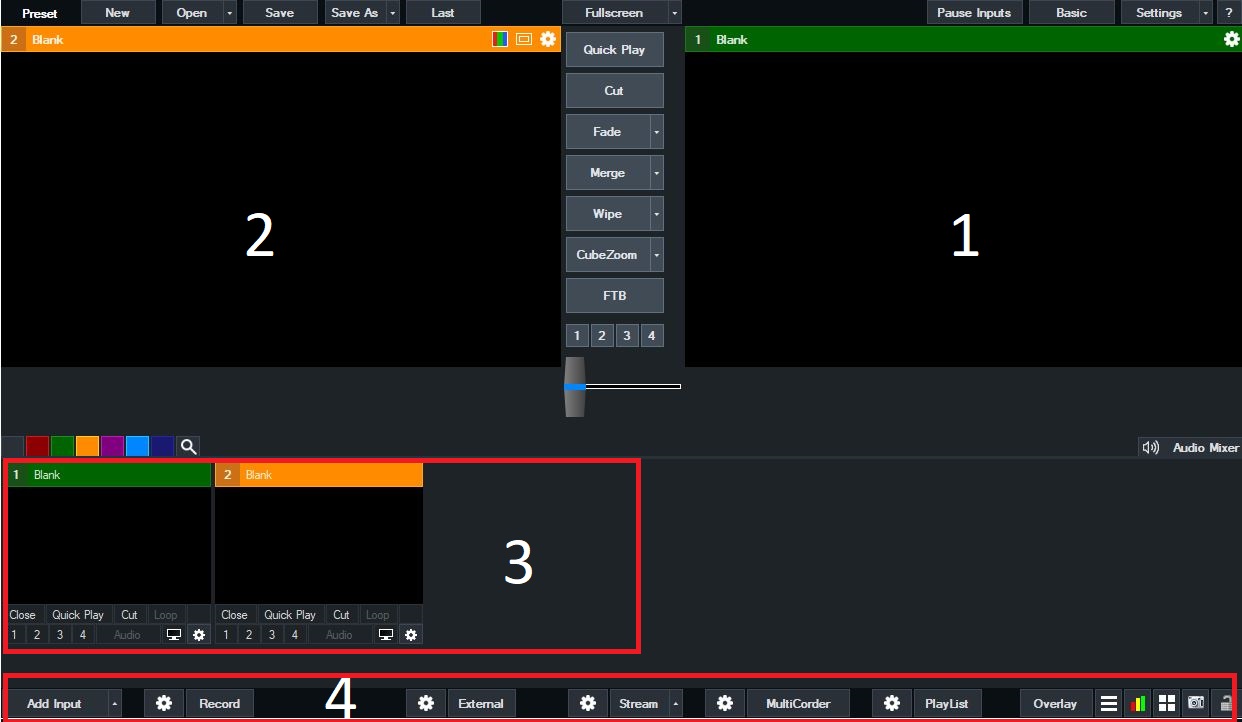 Preset New Open Save Save As Last Fullscreen Pause Inputs Basic Settings ?
2 Blank
1 Blank
Quick Play
Cut
Fade
Merge
Wipe
CubeZoom
FTB
1 2 3 4
2
1
Audio Mixer
1 Blank
2 Blank
3
Close Quick Play Cut Loop
1 2 3 4 Audio
Close Quick Play Cut Loop
1 2 3 4 Audio
4
Add Input Record External Stream MultiCorder PlayList Overlay